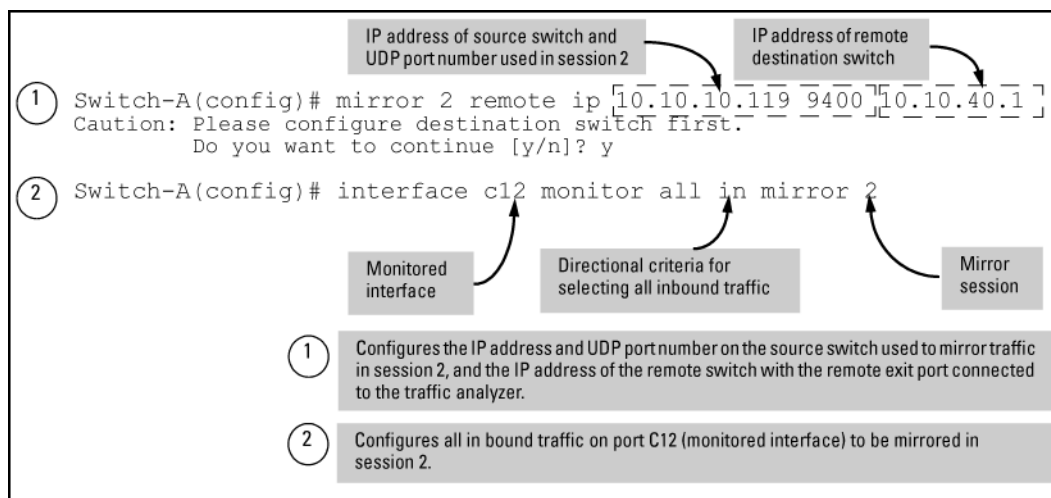 IP address of source switch and
UDP port number used in session 2
IP address of remote
destination switch
1
Switch-A(config)# mirror 2 remote ip 10.10.10.119 9400 10.10.40.1
Caution: Please configure destination switch first.
Do you want to continue [y/n]? y
2
Switch-A(config)# interface c12 monitor all in mirror 2
Monitored
interface
Directional criteria for
selecting all inbound traffic
Mirror
session
1
Configures the IP address and UDP port number on the source switch used to mirror traffic
in session 2, and the IP address of the remote switch with the remote exit port connected
to the traffic analyzer.
2
Configures all in bound traffic on port C12 (monitored interface) to be mirrored in
session 2.